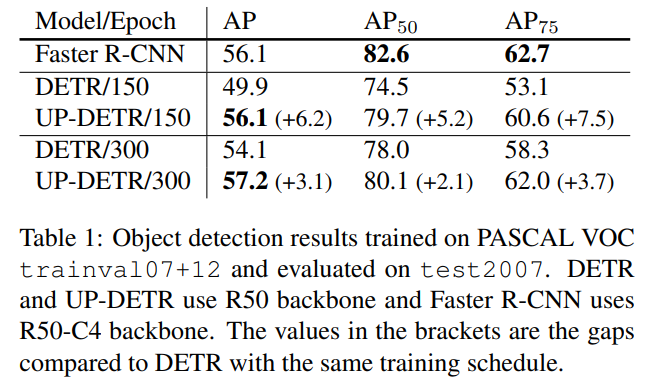 Model/Epoch AP AP50 AP75
Faster R-CNN 56.1 82.6 62.7
DETR/150 49.9 74.5 53.1
UP-DETR/150 56.1 (+6.2) 79.7 (+5.2) 60.6 (+7.5)
DETR/300 54.1 78.0 58.3
UP-DETR/300 57.2 (+3.1) 80.1 (+2.1) 62.0 (+3.7)
Table 1: Object detection results trained on PASCAL VOC
trainval07+12 and evaluated on test2007. DETR
and UP-DETR use R50 backbone and Faster R-CNN uses
R50-C4 backbone. The values in the brackets are the gaps
compared to DETR with the same training schedule.